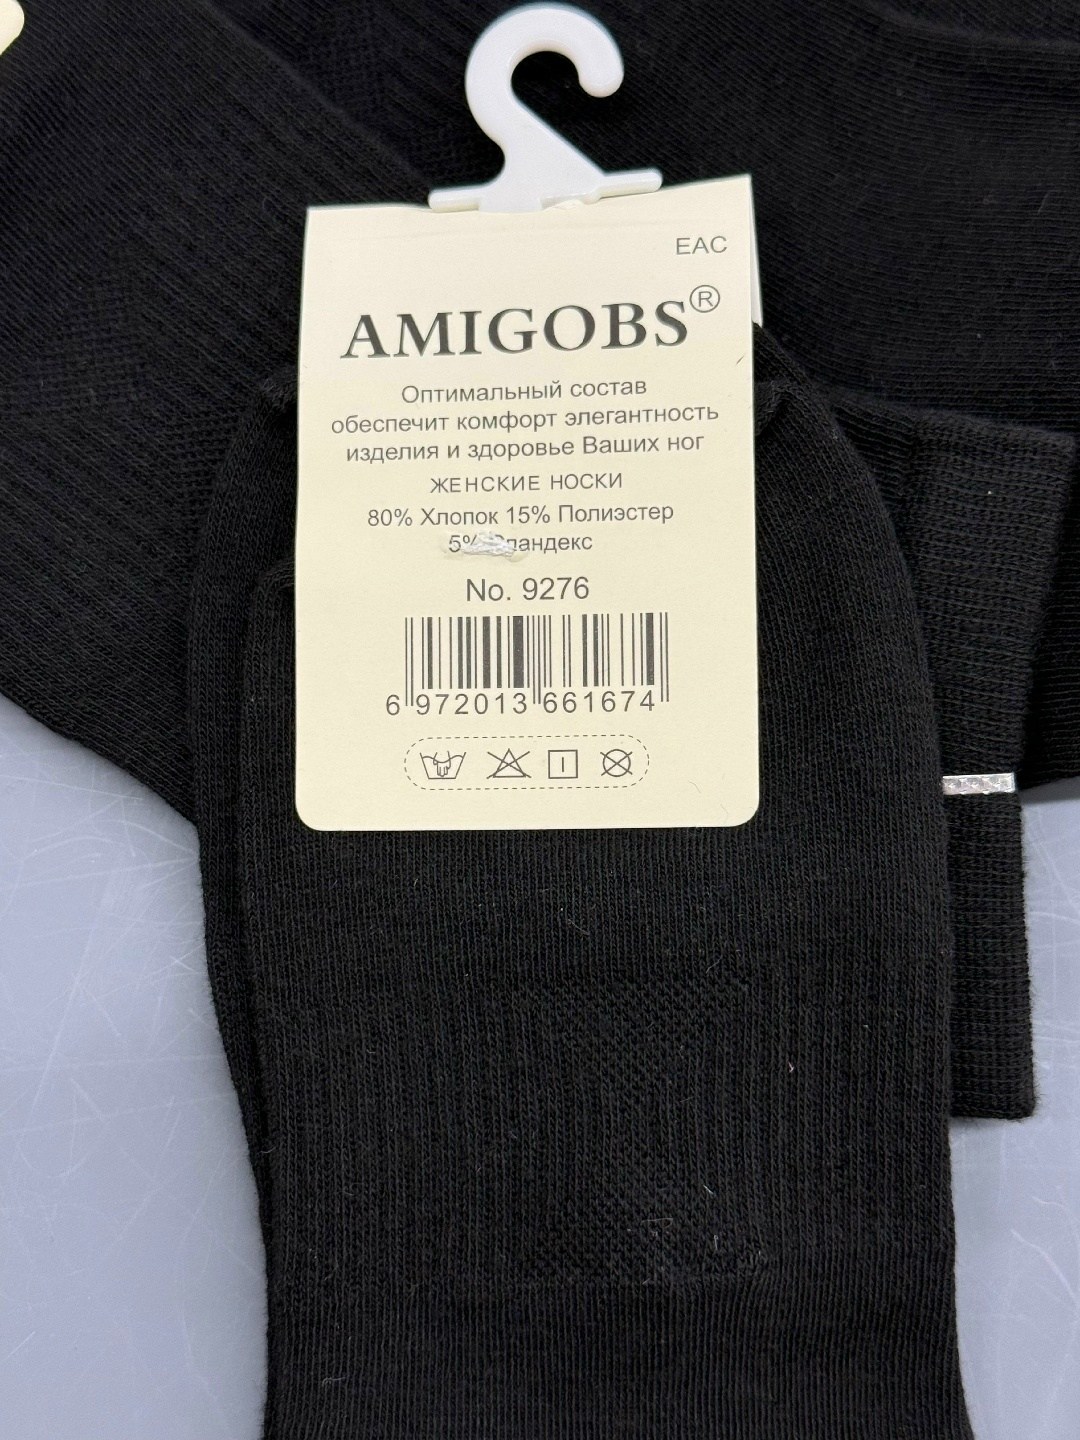 EAC
AMIGOBS®
Оптимальный состав
обеспечит комфорт элегантность
изделия и здоровье Ваших ног
ЖЕНСКИЕ НОСКИ
80% Хлопок 15% Полиэстер
5%
No. 9276
6 972013 661674